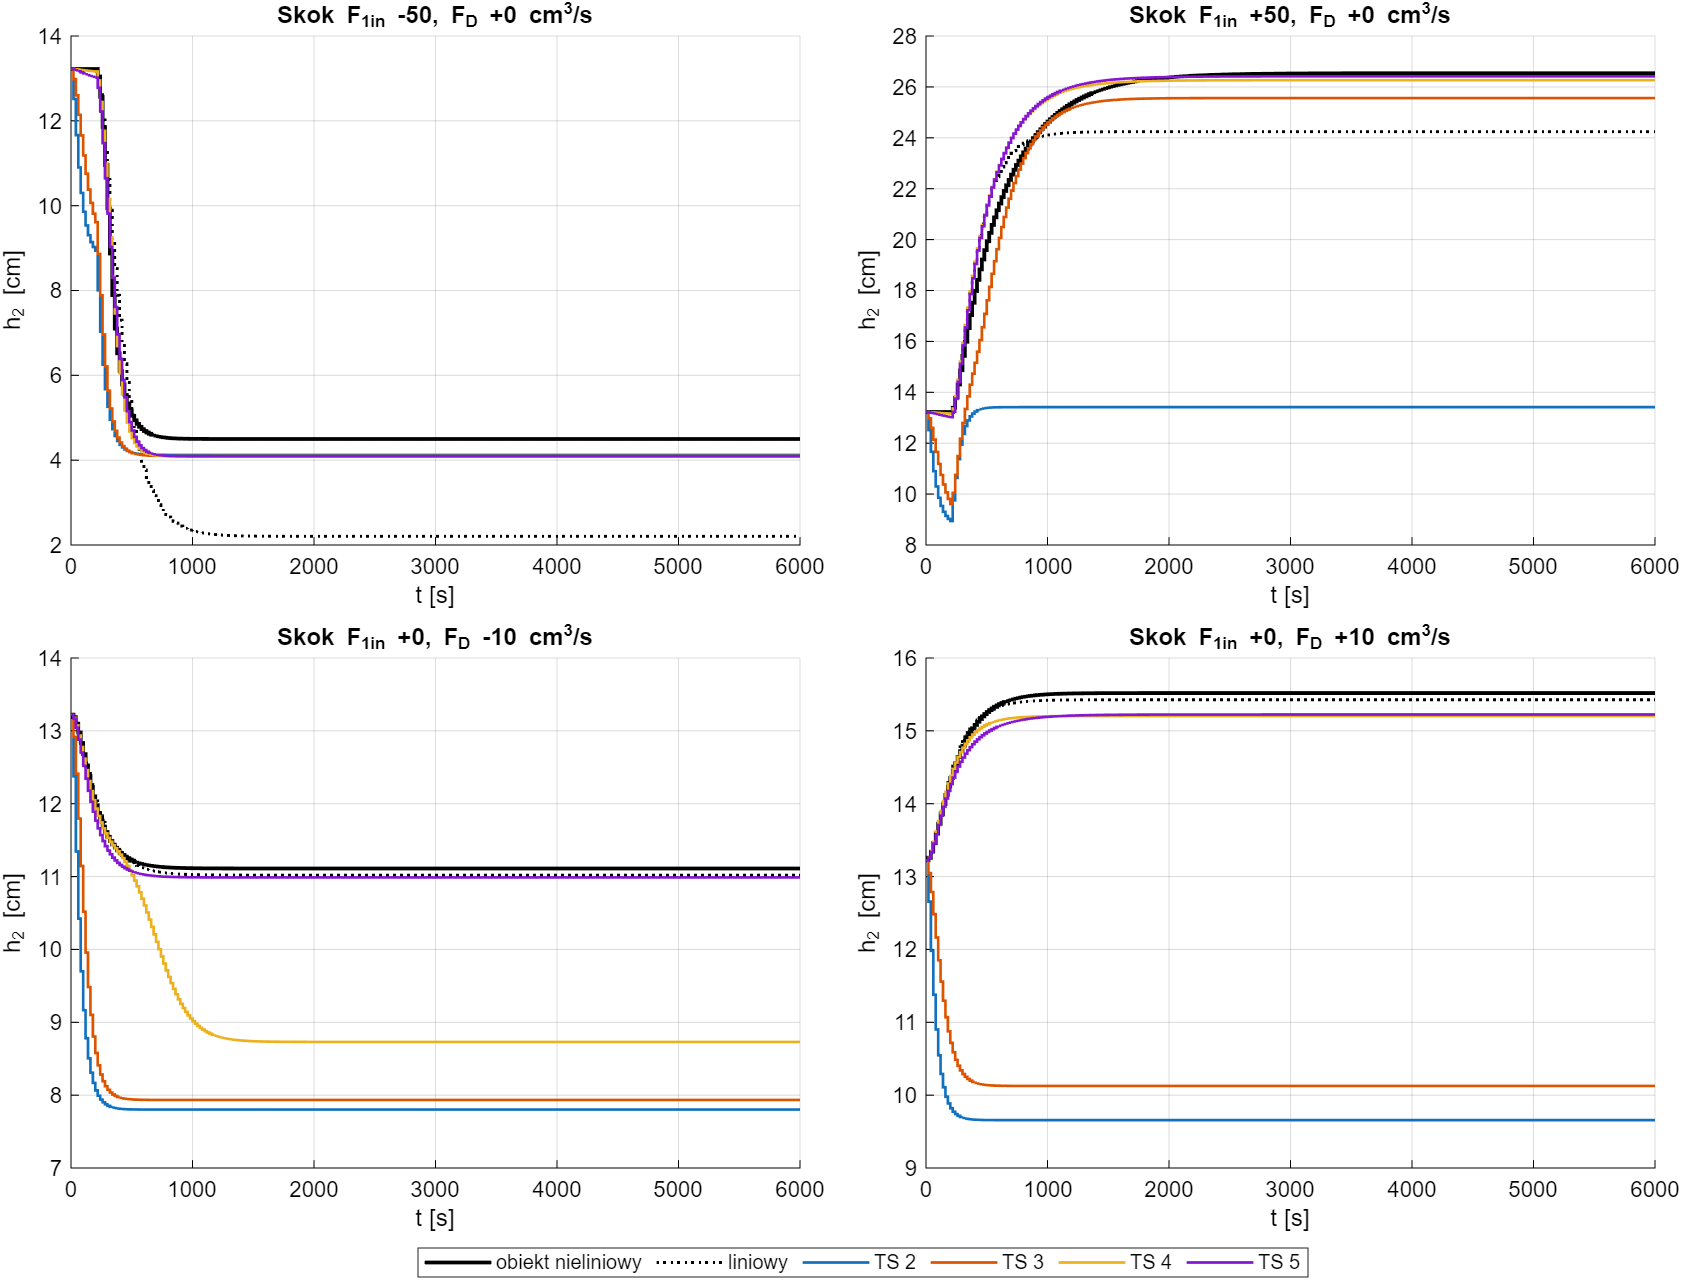 Skok F1in -50, FD +0 cm³/s
14
12
10
8
6
4
2
h2 [cm]
0 1000 2000 3000 4000 5000 6000
t [s]
Skok F1in +50, FD +0 cm³/s
28
26
24
22
20
18
16
14
12
10
8
h2 [cm]
0 1000 2000 3000 4000 5000 6000
t [s]
Skok F1in +0, FD -10 cm³/s
14
13
12
11
10
9
8
7
h2 [cm]
0 1000 2000 3000 4000 5000 6000
t [s]
Skok F1in +0, FD +10 cm³/s
16
15
14
13
12
11
10
9
h2 [cm]
0 1000 2000 3000 4000 5000 6000
t [s]
obiekt nieliniowy liniowy TS 2 TS 3 TS 4 TS 5